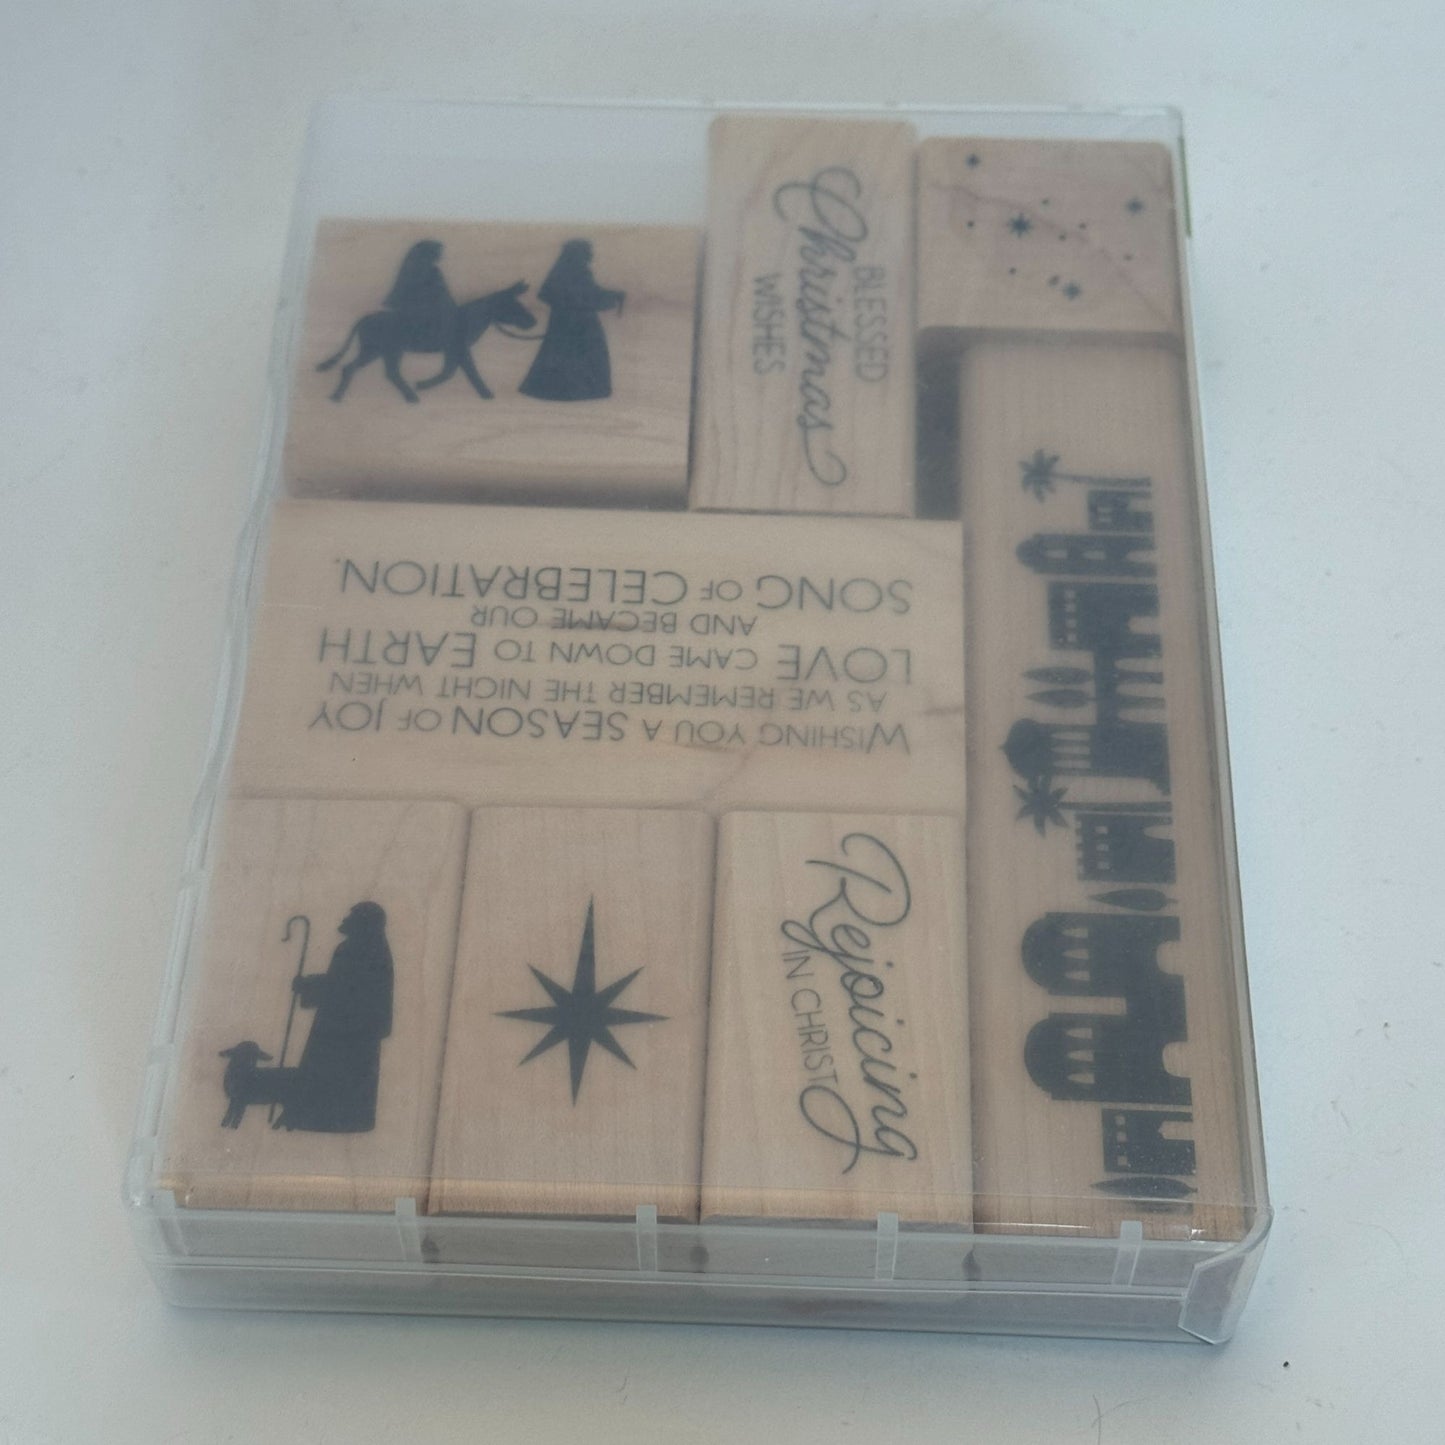 BLESSED
Christmas
WISHES
WISHING YOU A SEASON OF JOY
AS WE REMEMBER THE NIGHT WHEN
LOVE CAME DOWN TO EARTH
AND BECAME OUR
SONG OF CELEBRATION.
Rejoicing
IN CHRIST